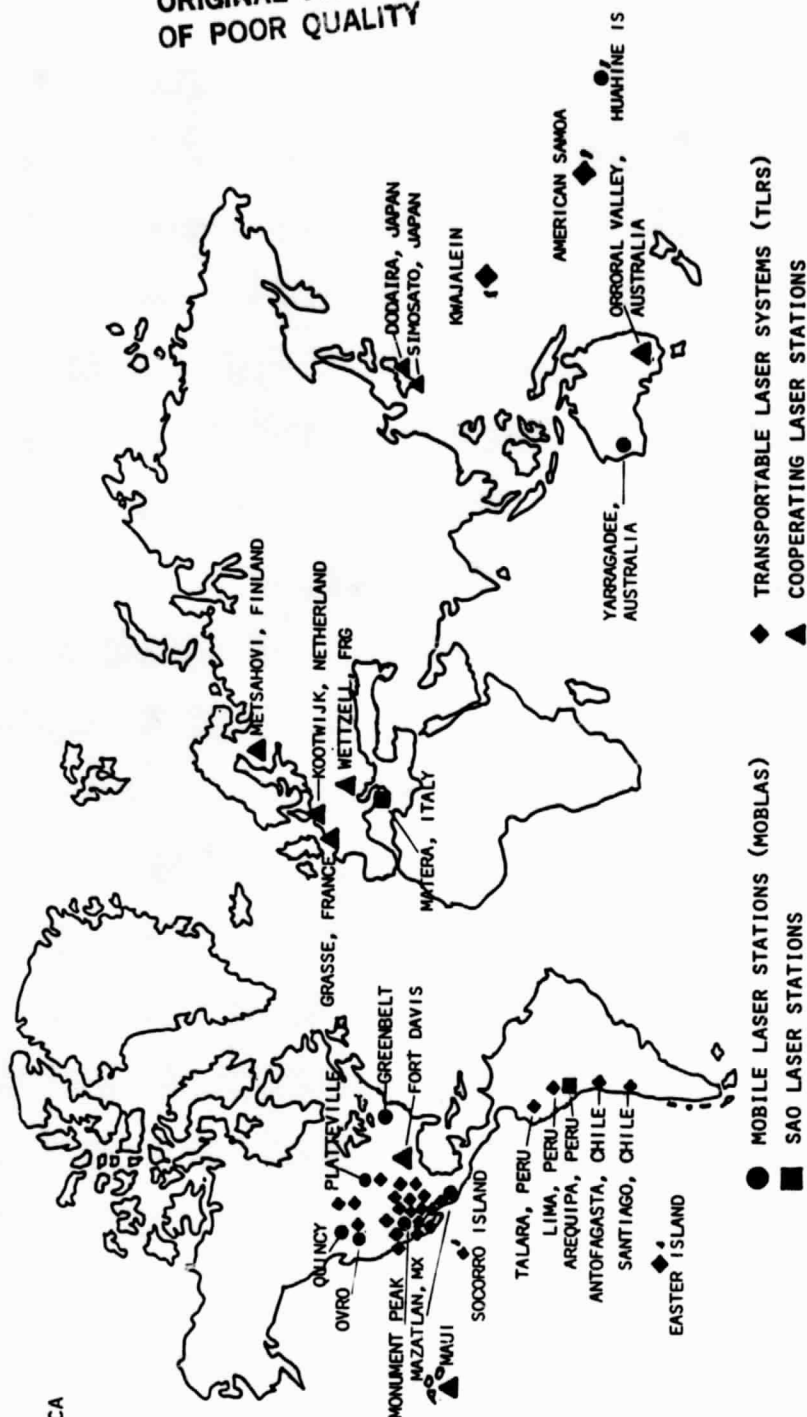 OF POOR QUALITY
CA
METSAHOVI, FINLAND
KOOTWIJK, NETHERLAND
WETTZELL, FRG
GRASSE, FRANCE
MATERA, ITALY
DODAIRA, JAPAN
SIMOSATO, JAPAN
KWAJALEIN
AMERICAN SAMOA
HUAHINE IS
ORRORAL VALLEY,
AUSTRALIA
YARRAGADEE,
AUSTRALIA
QUINCY
OVRO
PLATTEVILLE
GREENBELT
FORT DAVIS
MONUMENT PEAK
MAZATLAN, MX
MAUI
SOCORRO ISLAND
TALARA, PERU
LIMA, PERU
AREQUIPA, PERU
ANTOFAGASTA, CHILE
SANTIAGO, CHILE
EASTER ISLAND
MOBILE LASER STATIONS (MOBLAS)
SAO LASER STATIONS
TRANSPORTABLE LASER SYSTEMS (TLRS)
COOPERATING LASER STATIONS